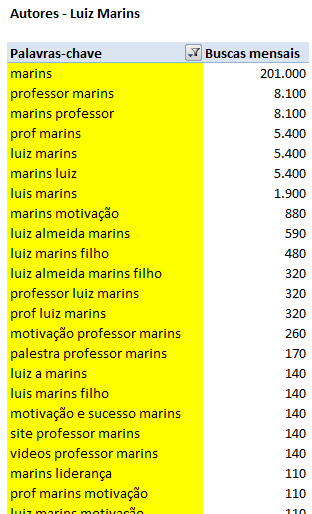 Autores - Luiz Marins
Palavras-chave Buscas mensais
marins 201.000
professor marins 8.100
marins professor 8.100
prof marins 5.400
luiz marins 5.400
marins luiz 5.400
luis marins 1.900
marins motivação 880
luiz almeida marins 590
luiz marins filho 480
luiz almeida marins filho 320
professor luiz marins 320
prof luiz marins 320
motivação professor marins 260
palestra professor marins 170
luiz a marins 140
luis marins filho 140
motivação e sucesso marins 140
site professor marins 140
videos professor marins 140
marins liderança 110
prof marins motivação 110
luiz marins motivação 110